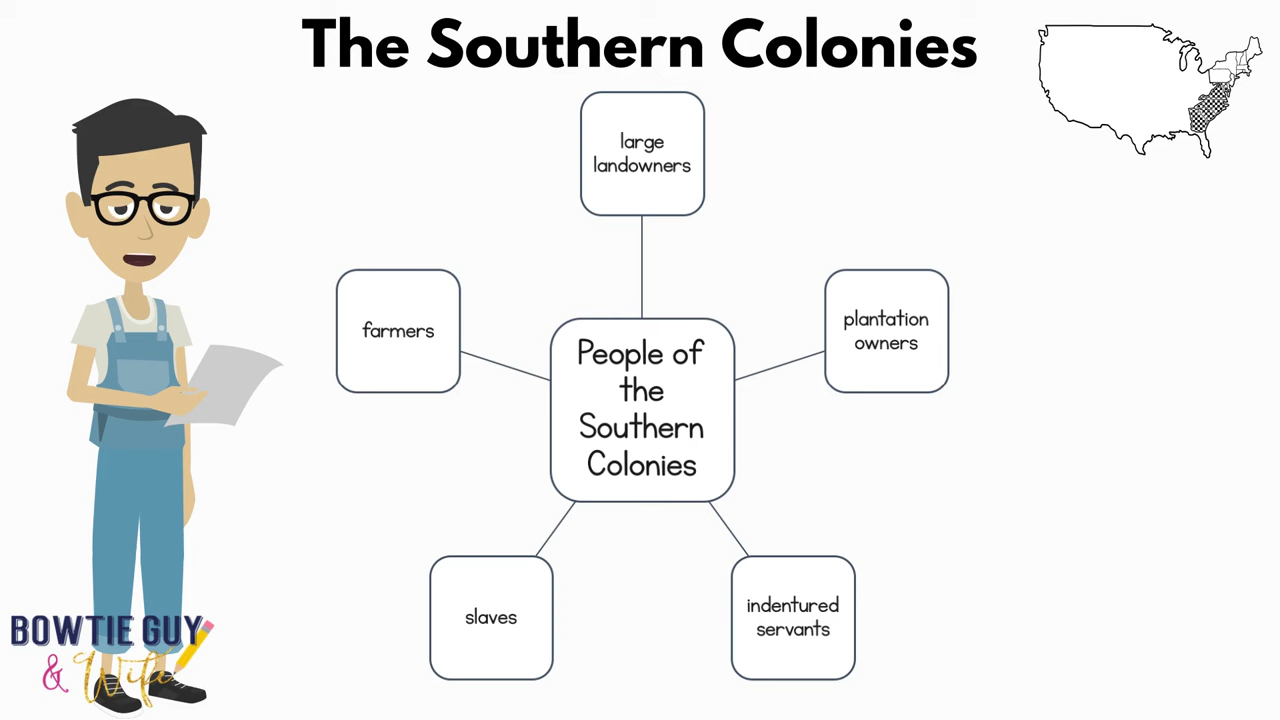 The Southern Colonies
large
landowners
farmers
plantation
owners
People of
the
Southern
Colonies
slaves
indentured
servants
BOWTIE GUY
& Wife